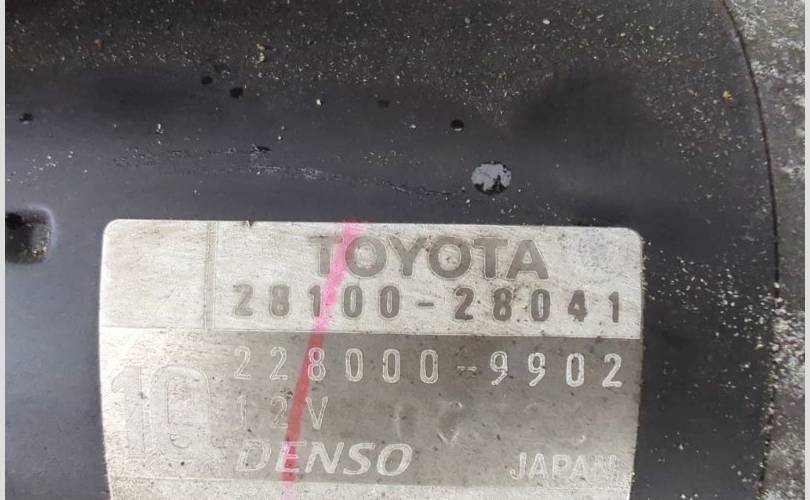 TOYOTA
28100-28041
228000-9902
12V
DENSO JAPAN